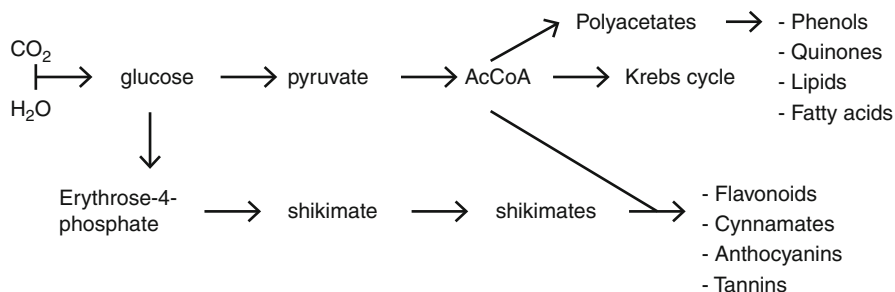 Polyacetates
- Phenols
- Quinones
- Lipids
- Fatty acids
CO2
H2O
glucose
pyruvate
AcCoA
Krebs cycle
Erythrose-4-
phosphate
shikimate
shikimates
- Flavonoids
- Cynnamates
- Anthocyanins
- Tannins